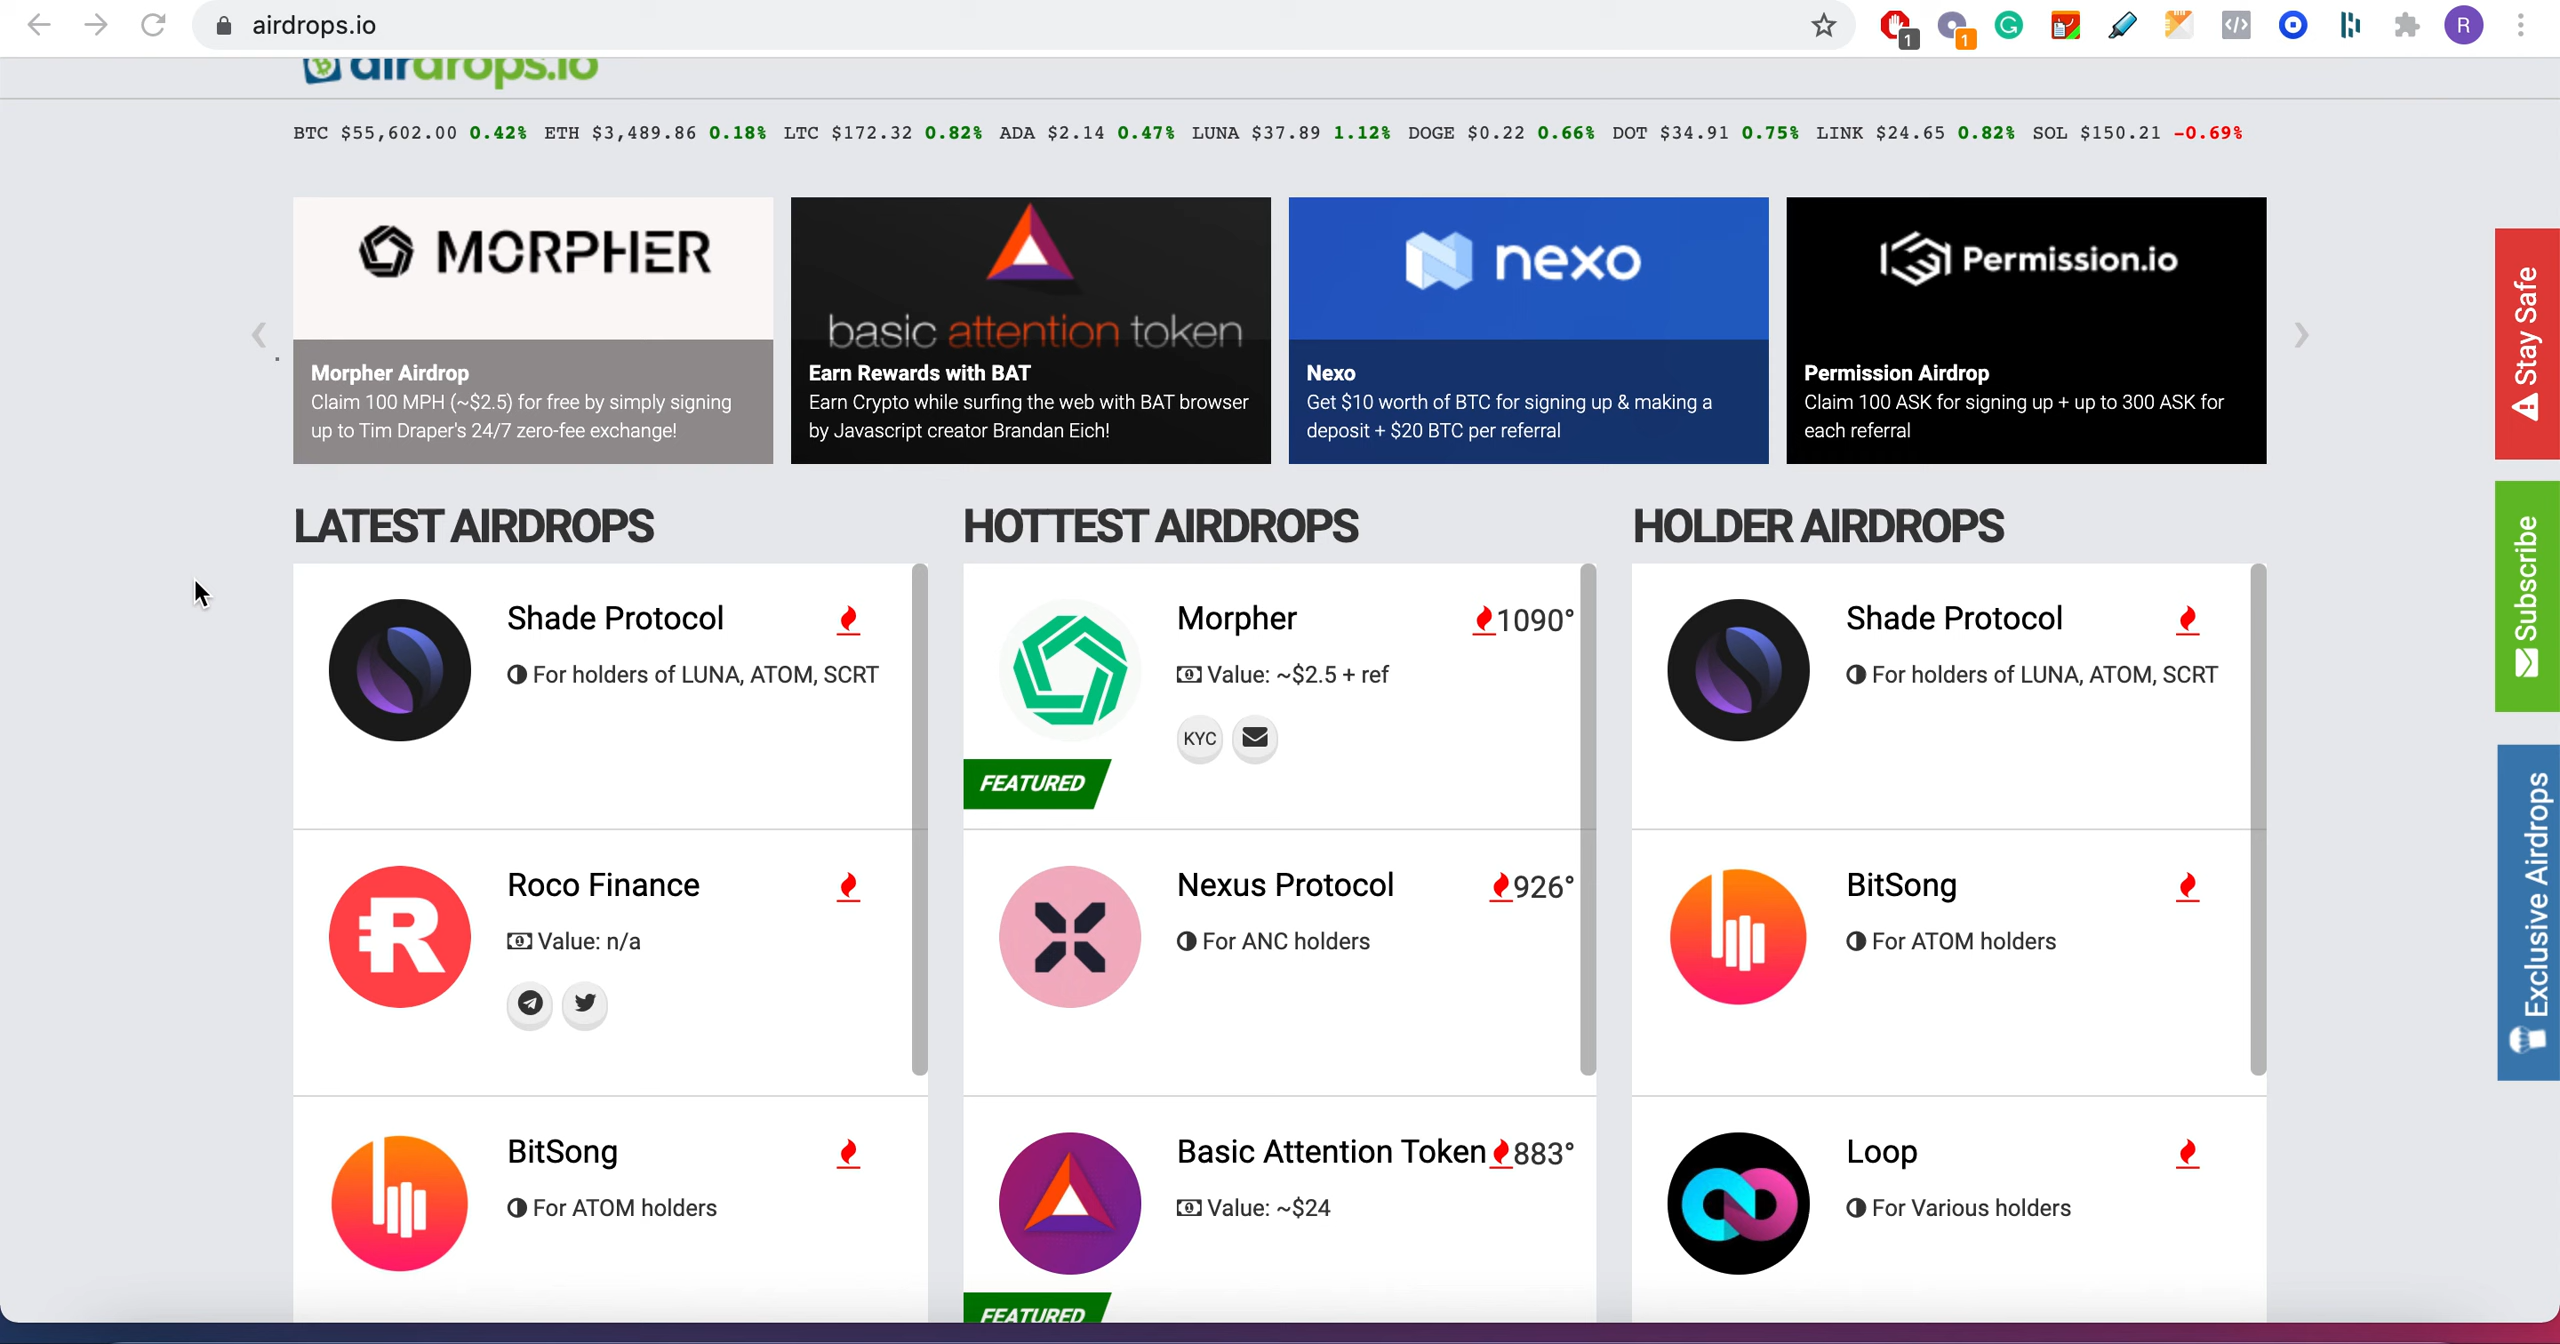 airdrops.io
1
1
R
airdrops.io
BTC $55,602.00 0.42% ETH $3,489.86 0.18% LTC $172.32 0.82% ADA $2.14 0.47% LUNA $37.89 1.12% DOGE $0.22 0.66% DOT $34.91 0.75% LINK $24.65 0.82% SOL $150.21 -0.69%
MORPHER
Morpher Airdrop
Claim 100 MPH (~$2.5) for free by simply signing
up to Tim Draper's 24/7 zero-fee exchange!
basic attention token
Earn Rewards with BAT
Earn Crypto while surfing the web with BAT browser
by Javascript creator Brandan Eich!
nexo
Nexo
Get $10 worth of BTC for signing up & making a
deposit + $20 BTC per referral
Permission.io
Permission Airdrop
Claim 100 ASK for signing up + up to 300 ASK for
each referral
Stay Safe
Subscribe
Exclusive Airdrops
LATEST AIRDROPS
Shade Protocol
For holders of LUNA, ATOM, SCRT
Roco Finance
Value: n/a
BitSong
For ATOM holders
HOTTEST AIRDROPS
Morpher 1090°
Value: ~$2.5 + ref
KYC
FEATURED
Nexus Protocol 926°
For ANC holders
Basic Attention Token 883°
Value: ~$24
FEATURED
HOLDER AIRDROPS
Shade Protocol
For holders of LUNA, ATOM, SCRT
BitSong
For ATOM holders
Loop
For Various holders